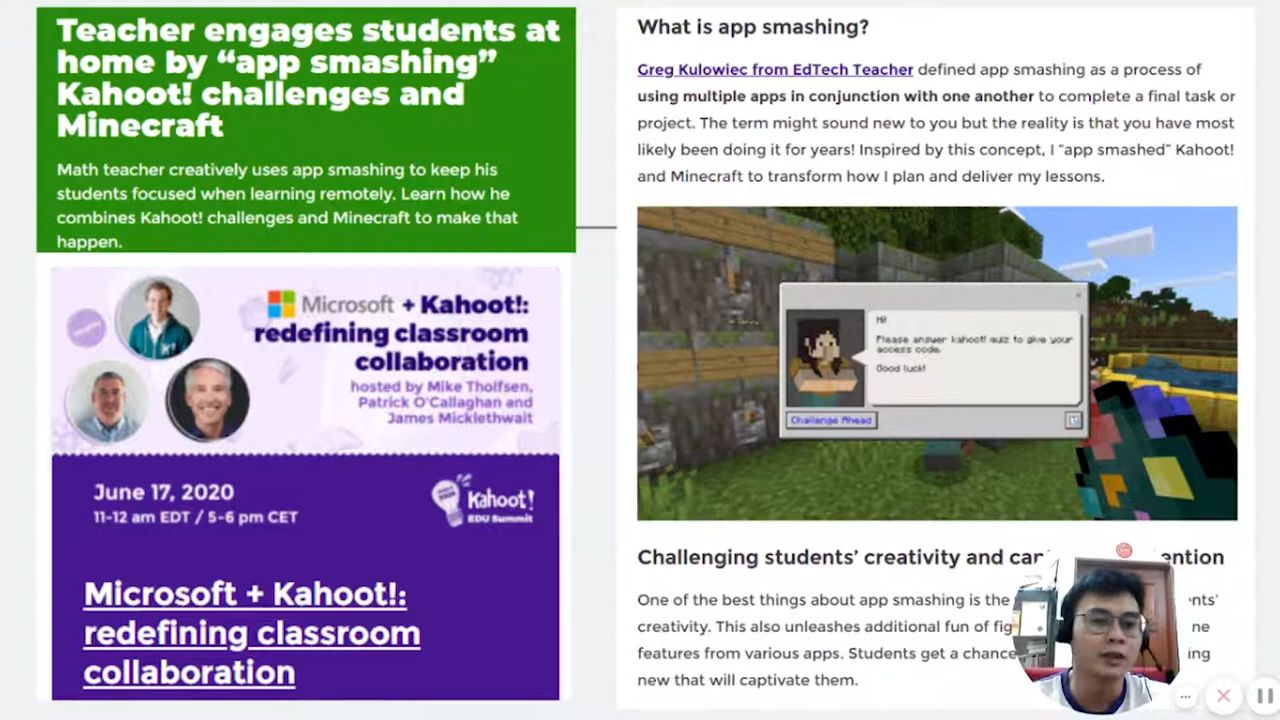 Teacher engages students at
home by “app smashing”
Kahoot! challenges and
Minecraft
Math teacher creatively uses app smashing to keep his
students focused when learning remotely. Learn how he
combines Kahoot! challenges and Minecraft to make that
happen.
Microsoft + Kahoot!:
redefining classroom
collaboration
hosted by Mike Tholfsen,
Patrick O'Callaghan and
James Micklethwait
June 17, 2020
11-12 am EDT / 5-6 pm CET
Kahoot!
EDU Summit
Microsoft + Kahoot!:
redefining classroom
collaboration
What is app smashing?
Greg Kulowiec from EdTech Teacher defined app smashing as a process of
using multiple apps in conjunction with one another to complete a final task or
project. The term might sound new to you but the reality is that you have most
likely been doing it for years! Inspired by this concept, I “app smashed” Kahoot!
and Minecraft to transform how I plan and deliver my lessons.
Hi!
Please answer kahoot! quiz to give your
access code.
Good luck!
Challenge Ahead
Challenging students’ creativity and
One of the best things about app smashing is the
creativity. This also unleashes additional fun of
features from various apps. Students get a chance
new that will captivate them.